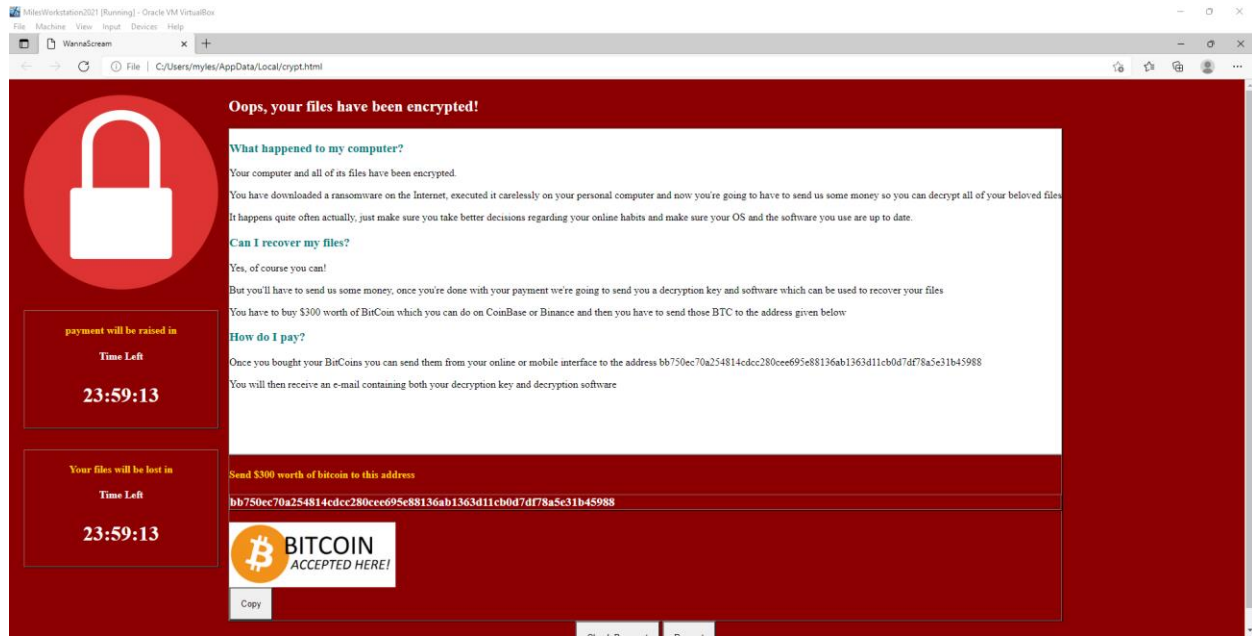 MilesWorkstation2021 [Running] - Oracle VM VirtualBox
File Machine View Input Devices Help
WannaScream
File | C:/Users/myles/AppData/Local/crypt.html
Oops, your files have been encrypted!
What happened to my computer?
Your computer and all of its files have been encrypted.
You have downloaded a ransomware on the Internet, executed it carelessly on your personal computer and now you're going to have to send us some money so you can decrypt all of your beloved files
It happens quite often actually, just make sure you take better decisions regarding your online habits and make sure your OS and the software you use are up to date.
Can I recover my files?
Yes, of course you can!
But you'll have to send us some money, once you're done with your payment we're going to send you a decryption key and software which can be used to recover your files
You have to buy $300 worth of BitCoin which you can do on CoinBase or Binance and then you have to send those BTC to the address given below
How do I pay?
Once you bought your BitCoins you can send them from your online or mobile interface to the address bb750ec70a254814cdcc280cee695e88136ab1363d11cb0d7df78a5e31b45988
You will then receive an e-mail containing both your decryption key and decryption software
payment will be raised in
Time Left
23:59:13
Your files will be lost in
Time Left
23:59:13
Send $300 worth of bitcoin to this address
bb750ec70a254814cdcc280cee695e88136ab1363d11cb0d7df78a5e31b45988
BITCOIN
ACCEPTED HERE!
Copy